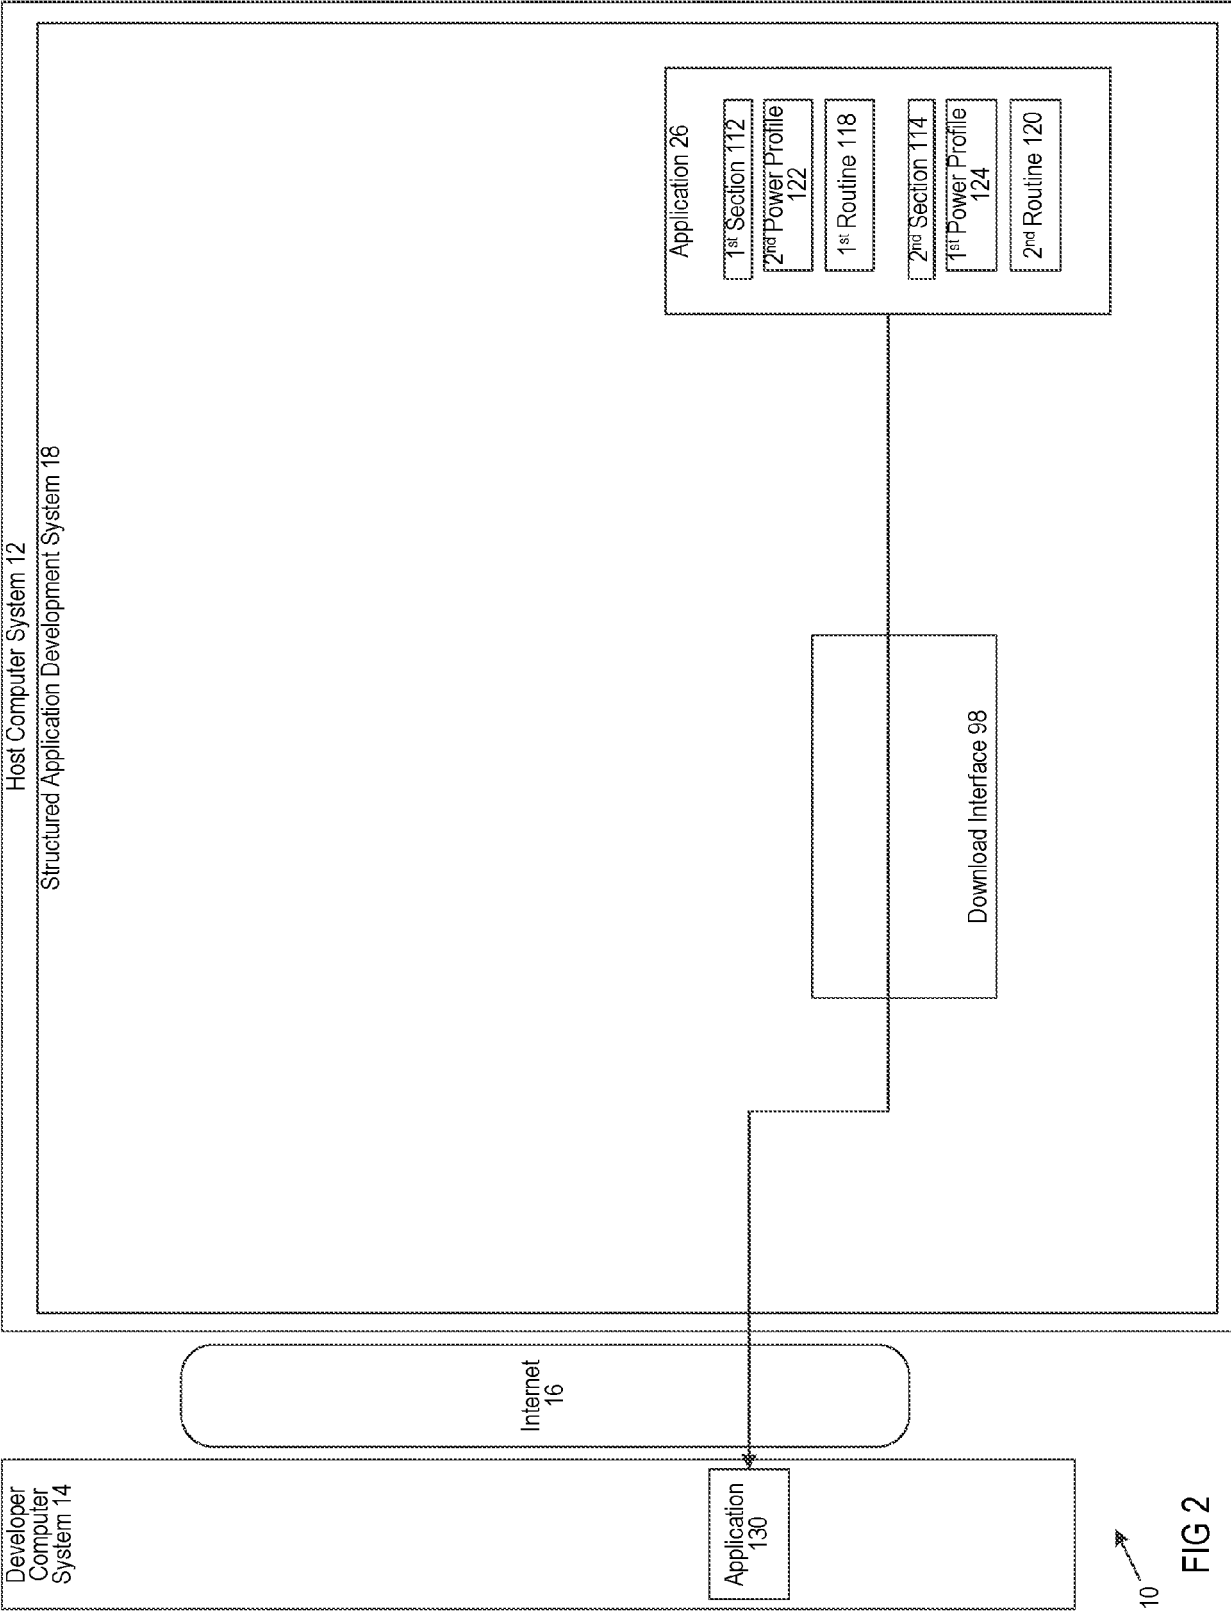 Developer
Computer
System 14
Application
130
Internet
16
Host Computer System 12
Structured Application Development System 18
Download Interface 98
Application 26
1st Section 112
2nd Power Profile
122
1st Routine 118
2nd Section 114
1st Power Profile
124
2nd Routine 120
10
FIG 2